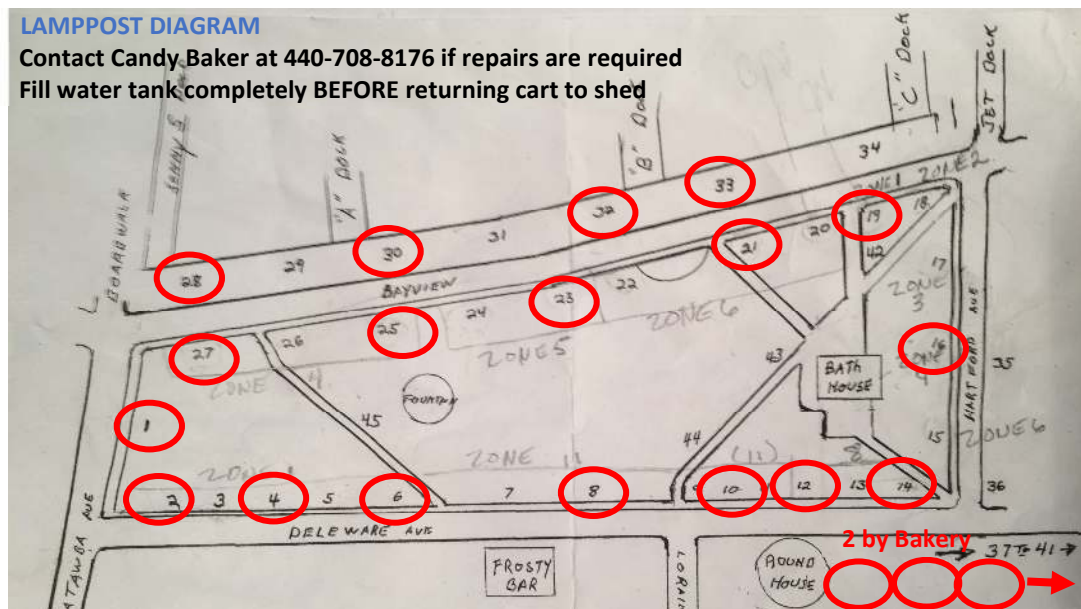 LAMPPOST DIAGRAM
Contact Candy Baker at 440-708-8176 if repairs are required
Fill water tank completely BEFORE returning cart to shed
BOARDWALK
"A" DOCK
"B" DOCK
"C" DOCK
JET DOCK
28
29
30
31
32
33
34
BAYVIEW
ZONE 1
ZONE 2
27
26
25
24
23
22
21
20
19
18
42
17
ZONE 3
ZONE 5
ZONE 6
43
16
35
HARTFORD AVE
BATH HOUSE
FOUNTAIN
1
45
44
15
ZONE 6
ZONE
ZONE 11
(11)
8
2
3
4
5
6
7
8
9
10
12
13
14
36
DELEWARE AVE
FROSTY BAR
ROUND HOUSE
2 by Bakery
37 TO 41